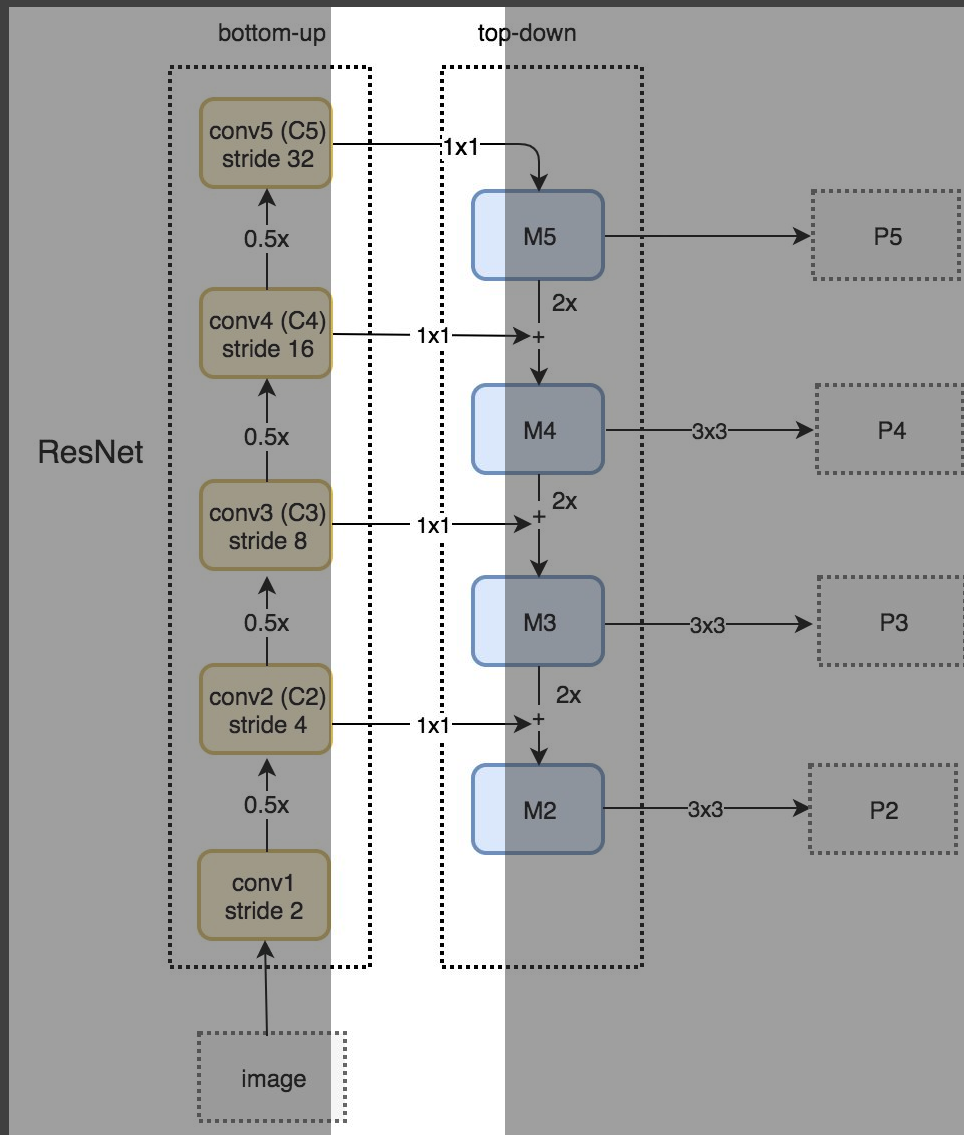 bottom-up
top-down
conv5 (C5)
stride 32
1x1
M5
P5
0.5x
2x
conv4 (C4)
stride 16
1x1
+
M4
3x3
P4
0.5x
ResNet
2x
conv3 (C3)
stride 8
1x1
+
M3
3x3
P3
0.5x
2x
conv2 (C2)
stride 4
1x1
+
M2
3x3
P2
0.5x
conv1
stride 2
image